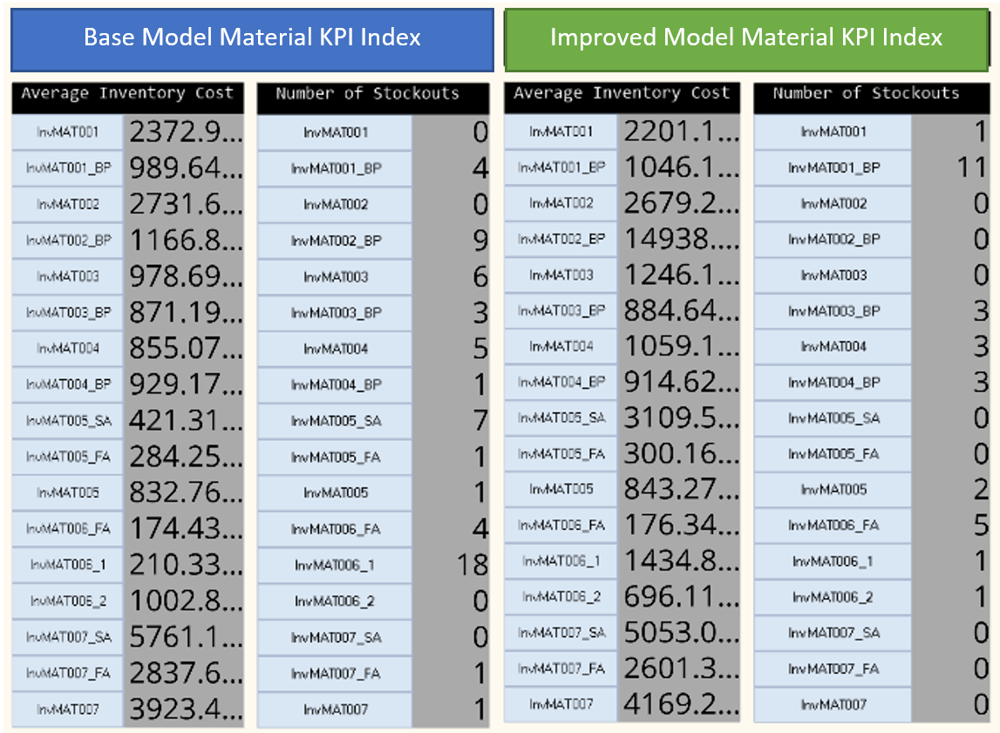 Base Model Material KPI Index
Improved Model Material KPI Index
Average Inventory Cost
InvMAT001 2372.9...
InvMAT001_BP 989.64...
InvMAT002 2731.6...
InvMAT002_BP 1166.8...
InvMAT003 978.69...
InvMAT003_BP 871.19...
InvMAT004 855.07...
InvMAT004_BP 929.17...
InvMAT005_SA 421.31...
InvMAT005_FA 284.25...
InvMAT005 832.76...
InvMAT006_FA 174.43...
InvMAT006_1 210.33...
InvMAT006_2 1002.8...
InvMAT007_SA 5761.1...
InvMAT007_FA 2837.6...
InvMAT007 3923.4...
Number of Stockouts
InvMAT001 0
InvMAT001_BP 4
InvMAT002 0
InvMAT002_BP 9
InvMAT003 6
InvMAT003_BP 3
InvMAT004 5
InvMAT004_BP 1
InvMAT005_SA 7
InvMAT005_FA 1
InvMAT005 1
InvMAT006_FA 4
InvMAT006_1 18
InvMAT006_2 0
InvMAT007_SA 0
InvMAT007_FA 1
InvMAT007 1
Average Inventory Cost
InvMAT001 2201.1...
InvMAT001_BP 1046.1...
InvMAT002 2679.2...
InvMAT002_BP 14938....
InvMAT003 1246.1...
InvMAT003_BP 884.64...
InvMAT004 1059.1...
InvMAT004_BP 914.62...
InvMAT005_SA 3109.5...
InvMAT005_FA 300.16...
InvMAT005 843.27...
InvMAT006_FA 176.34...
InvMAT006_1 1434.8...
InvMAT006_2 696.11...
InvMAT007_SA 5053.0...
InvMAT007_FA 2601.3...
InvMAT007 4169.2...
Number of Stockouts
InvMAT001 1
InvMAT001_BP 11
InvMAT002 0
InvMAT002_BP 0
InvMAT003 0
InvMAT003_BP 3
InvMAT004 3
InvMAT004_BP 3
InvMAT005_SA 0
InvMAT005_FA 0
InvMAT005 2
InvMAT006_FA 5
InvMAT006_1 1
InvMAT006_2 1
InvMAT007_SA 0
InvMAT007_FA 0
InvMAT007 0